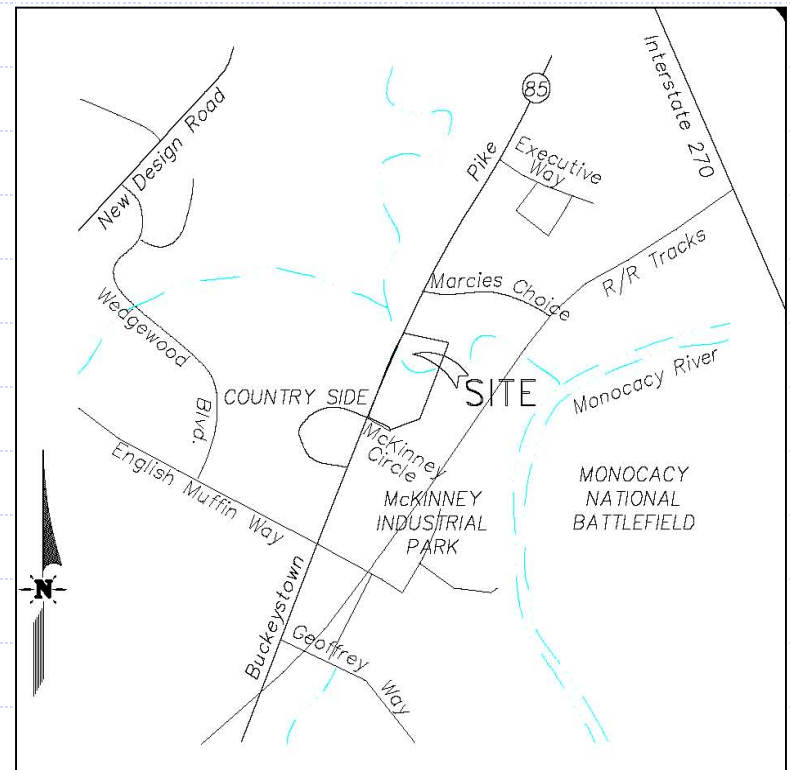 Interstate 270
85
New Design Road
Pike
Executive
Way
R/R Tracks
Marcies Choice
Wedgewood
Blvd.
Monocacy River
SITE
COUNTRY SIDE
McKinney
Circle
English Muffin Way
McKINNEY
INDUSTRIAL
PARK
MONOCACY
NATIONAL
BATTLEFIELD
N
Buckeystown
Geoffrey
Way